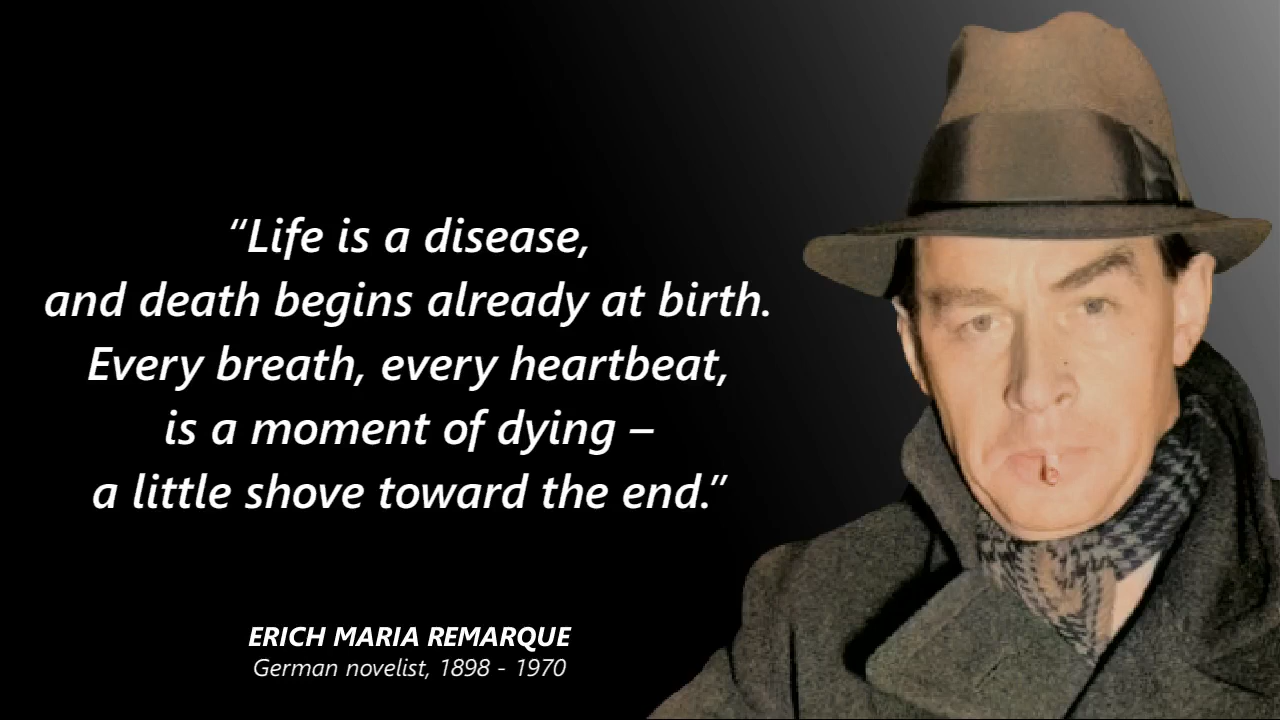 “Life is a disease,
and death begins already at birth.
Every breath, every heartbeat,
is a moment of dying –
a little shove toward the end.”
ERICH MARIA REMARQUE
German novelist, 1898 - 1970